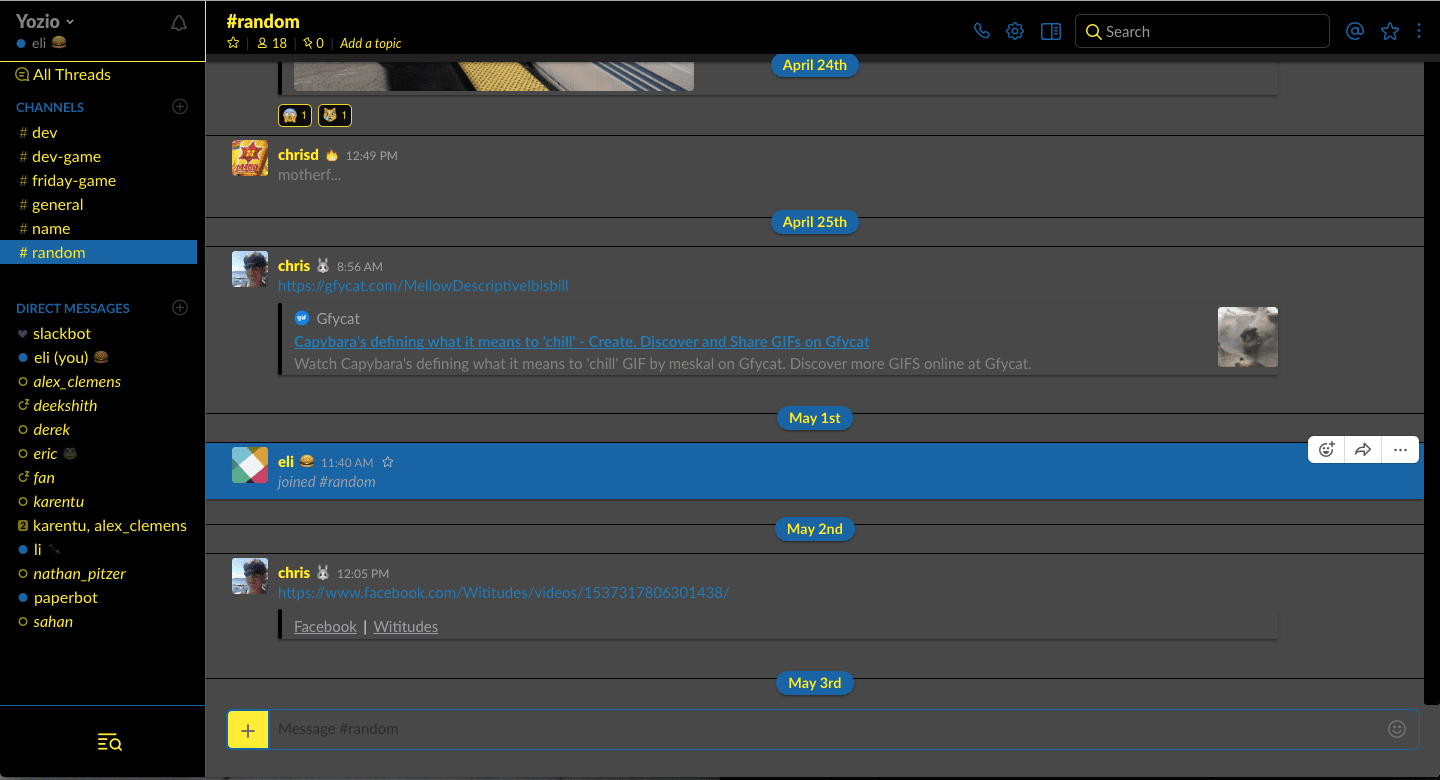 Yozio
eli
All Threads
CHANNELS
# dev
# dev-game
# friday-game
# general
# name
# random
DIRECT MESSAGES
slackbot
eli (you)
alex_clemens
deekshith
derek
eric
fan
karentu
2 karentu, alex_clemens
li
nathan_pitzer
paperbot
sahan
#random
18 | 0 | Add a topic
Search
April 24th
1 1
chrisd 12:49 PM
motherf...
April 25th
chris 8:56 AM
https://gfycat.com/MellowDescriptiveIbisbill
gif Gfycat
Capybara's defining what it means to 'chill' - Create, Discover and Share GIFs on Gfycat
Watch Capybara's defining what it means to 'chill' GIF by meskal on Gfycat. Discover more GIFS online at Gfycat.
May 1st
eli 11:40 AM
joined #random
May 2nd
chris 12:05 PM
https://www.facebook.com/Wititudes/videos/1537317806301438/
Facebook | Wititudes
May 3rd
Message #random